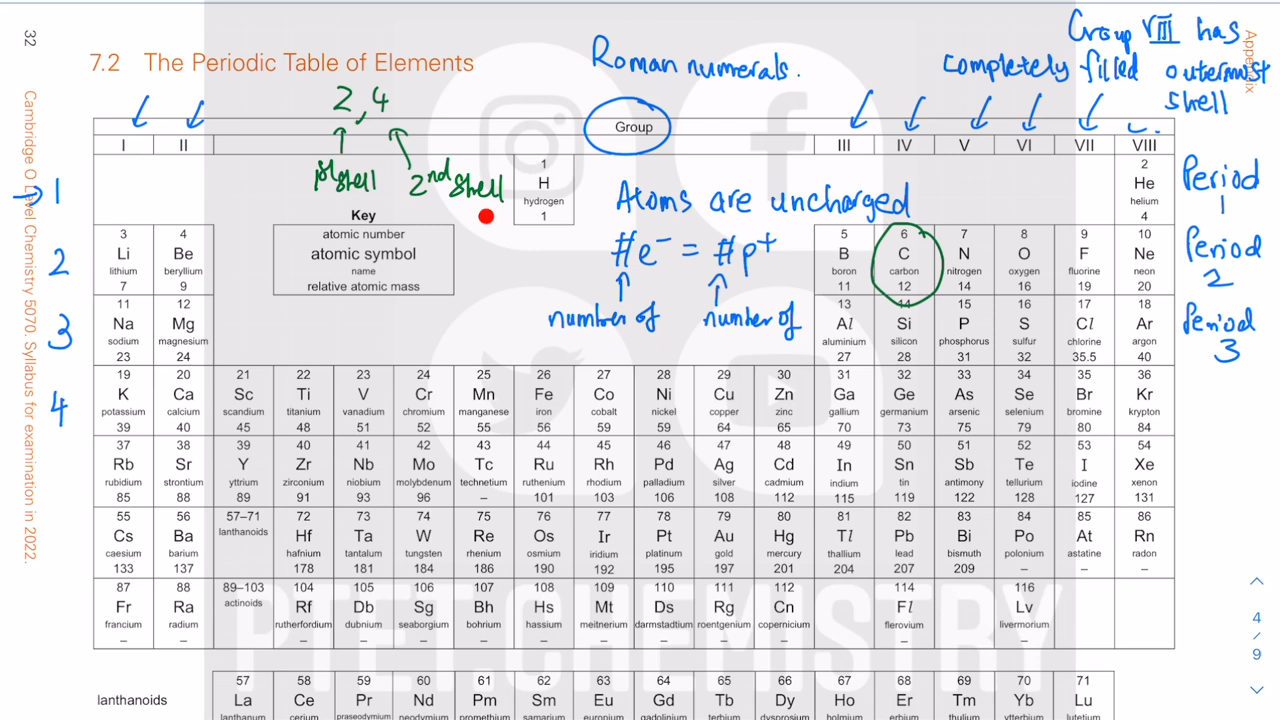 32
Cambridge O Level Chemistry 5070. Syllabus for examination in 2022.
Appendix
7.2 The Periodic Table of Elements
Roman numerals.
Group VIII has
completely filled outermost
shell
2,4
1st shell 2nd shell
Group
I II III IV V VI VII VIII
1 2
H He
hydrogen helium
1 4
1
Period
1
Key
atomic number
atomic symbol
name
relative atomic mass
Atoms are uncharged
#e⁻ = #p⁺
number of number of
3 4 5 6 7 8 9 10
Li Be B C N O F Ne
lithium beryllium boron carbon nitrogen oxygen fluorine neon
7 9 11 12 14 16 19 20
2
Period
2
11 12 13 14 15 16 17 18
Na Mg Al Si P S Cl Ar
sodium magnesium aluminium silicon phosphorus sulfur chlorine argon
23 24 27 28 31 32 35.5 40
3
Period
3
19 20 21 22 23 24 25 26 27 28 29 30 31 32 33 34 35 36
K Ca Sc Ti V Cr Mn Fe Co Ni Cu Zn Ga Ge As Se Br Kr
potassium calcium scandium titanium vanadium chromium manganese iron cobalt nickel copper zinc gallium germanium arsenic selenium bromine krypton
39 40 45 48 51 52 55 56 59 59 64 65 70 73 75 79 80 84
4
37 38 39 40 41 42 43 44 45 46 47 48 49 50 51 52 53 54
Rb Sr Y Zr Nb Mo Tc Ru Rh Pd Ag Cd In Sn Sb Te I Xe
rubidium strontium yttrium zirconium niobium molybdenum technetium ruthenium rhodium palladium silver cadmium indium tin antimony tellurium iodine xenon
85 88 89 91 93 96 – 101 103 106 108 112 115 119 122 128 127 131
55 56 57–71 72 73 74 75 76 77 78 79 80 81 82 83 84 85 86
Cs Ba lanthanoids Hf Ta W Re Os Ir Pt Au Hg Tl Pb Bi Po At Rn
caesium barium hafnium tantalum tungsten rhenium osmium iridium platinum gold mercury thallium lead bismuth polonium astatine radon
133 137 178 181 184 186 190 192 195 197 201 204 207 209 – – –
87 88 89–103 104 105 106 107 108 109 110 111 112 114 116
Fr Ra actinoids Rf Db Sg Bh Hs Mt Ds Rg Cn Fl Lv
francium radium rutherfordium dubnium seaborgium bohrium hassium meitnerium darmstadtium roentgenium copernicium flerovium livermorium
– – – – – – – – – – – – –
PTET.CHEMISTRY
4
/
9
57 58 59 60 61 62 63 64 65 66 67 68 69 70 71
lanthanoids La Ce Pr Nd Pm Sm Eu Gd Tb Dy Ho Er Tm Yb Lu
lanthanum cerium praseodymium neodymium promethium samarium europium gadolinium terbium dysprosium holmium erbium thulium ytterbium lutetium